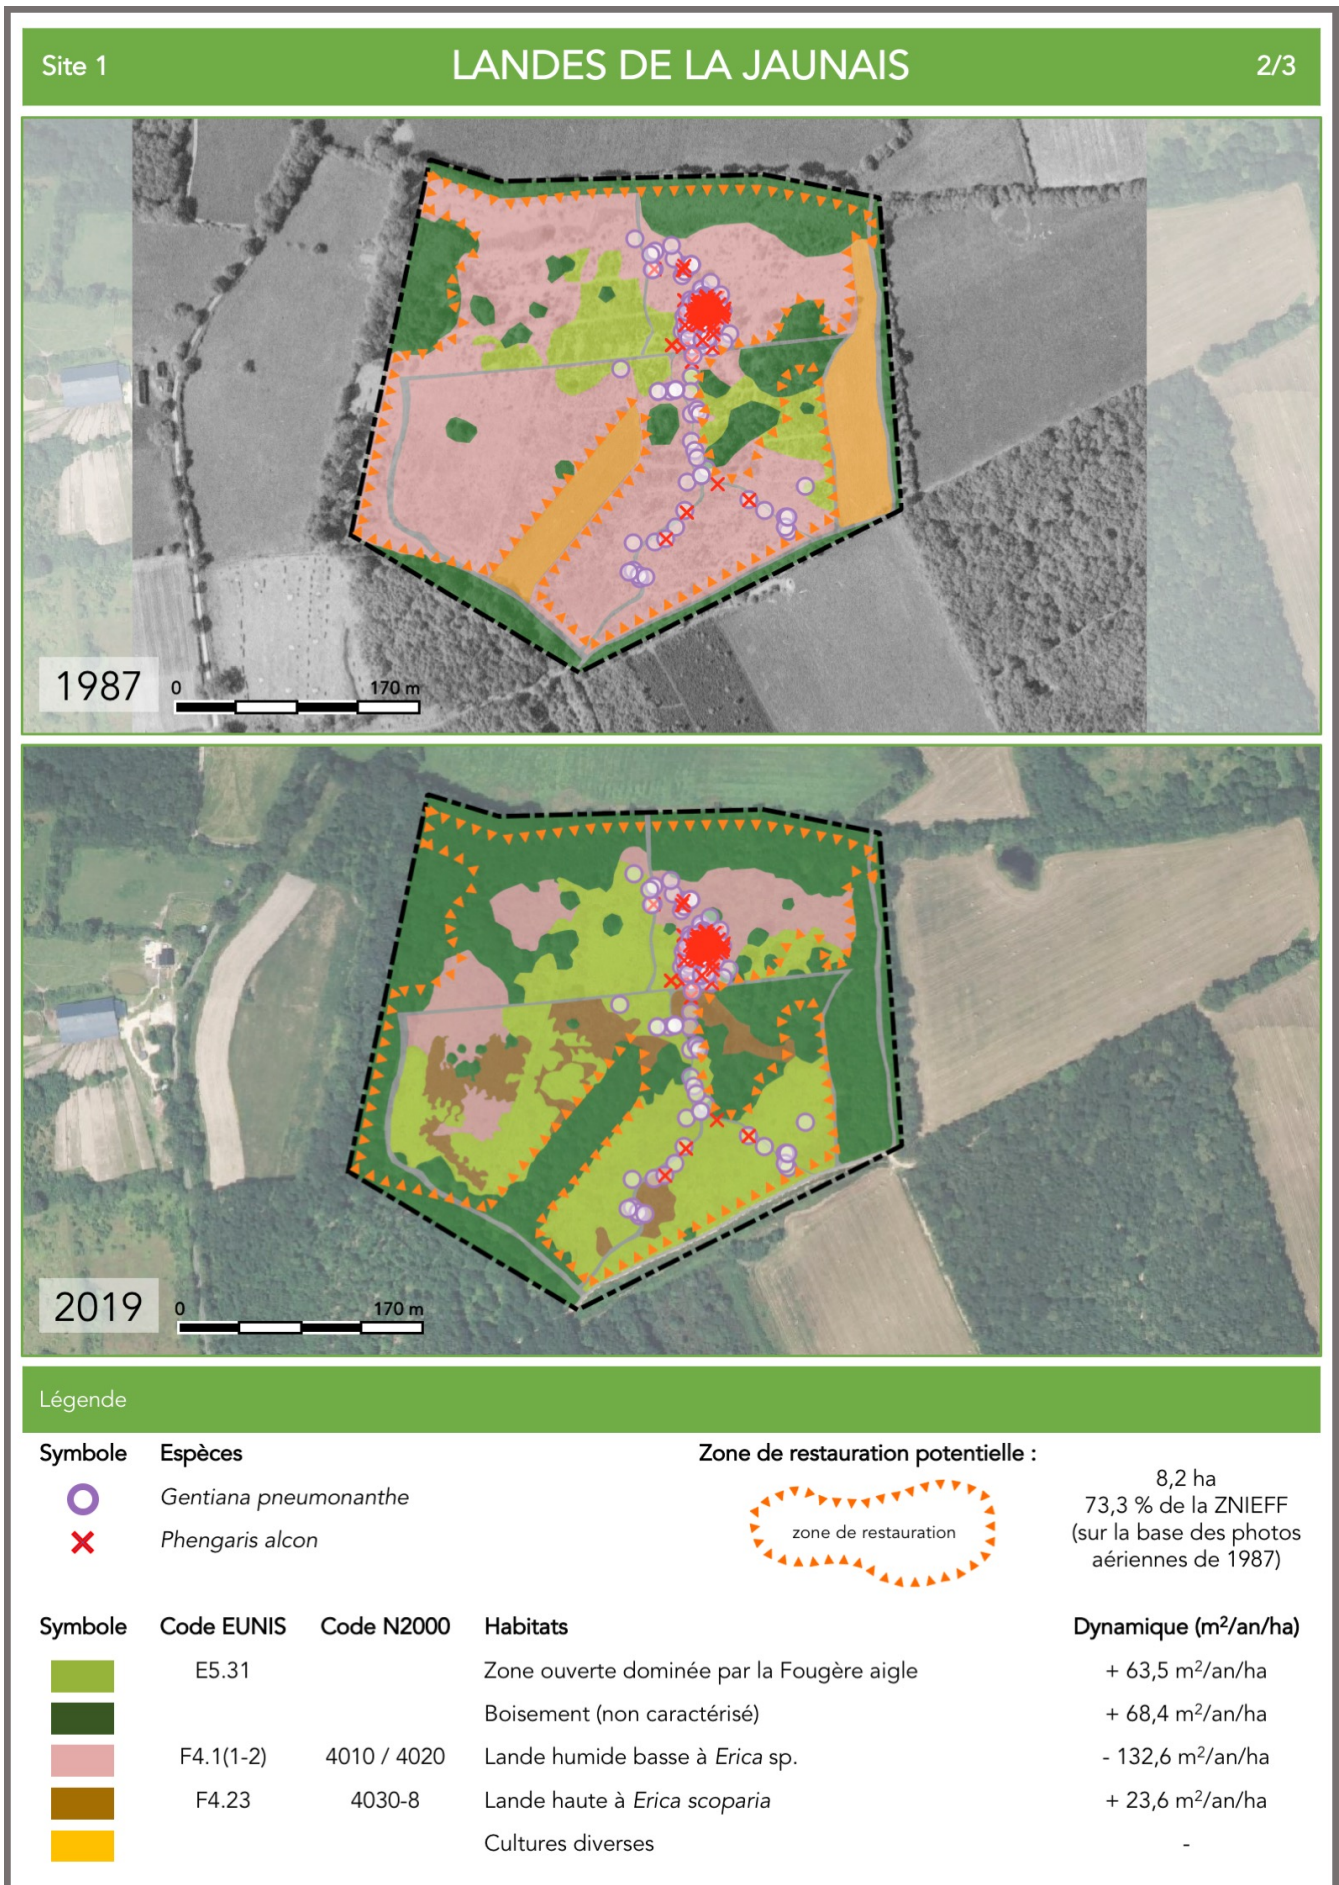 Site 1
LANDES DE LA JAUNAIS
2/3
1987
0
170 m
2019
0
170 m
Légende
Symbole Espèces
Gentiana pneumonanthe
Phengaris alcon
Zone de restauration potentielle :
zone de restauration
8,2 ha
73,3 % de la ZNIEFF
(sur la base des photos
aériennes de 1987)
Symbole Code EUNIS Code N2000 Habitats Dynamique (m²/an/ha)
E5.31 Zone ouverte dominée par la Fougère aigle + 63,5 m²/an/ha
Boisement (non caractérisé) + 68,4 m²/an/ha
F4.1(1-2) 4010 / 4020 Lande humide basse à Erica sp. - 132,6 m²/an/ha
F4.23 4030-8 Lande haute à Erica scoparia + 23,6 m²/an/ha
Cultures diverses -